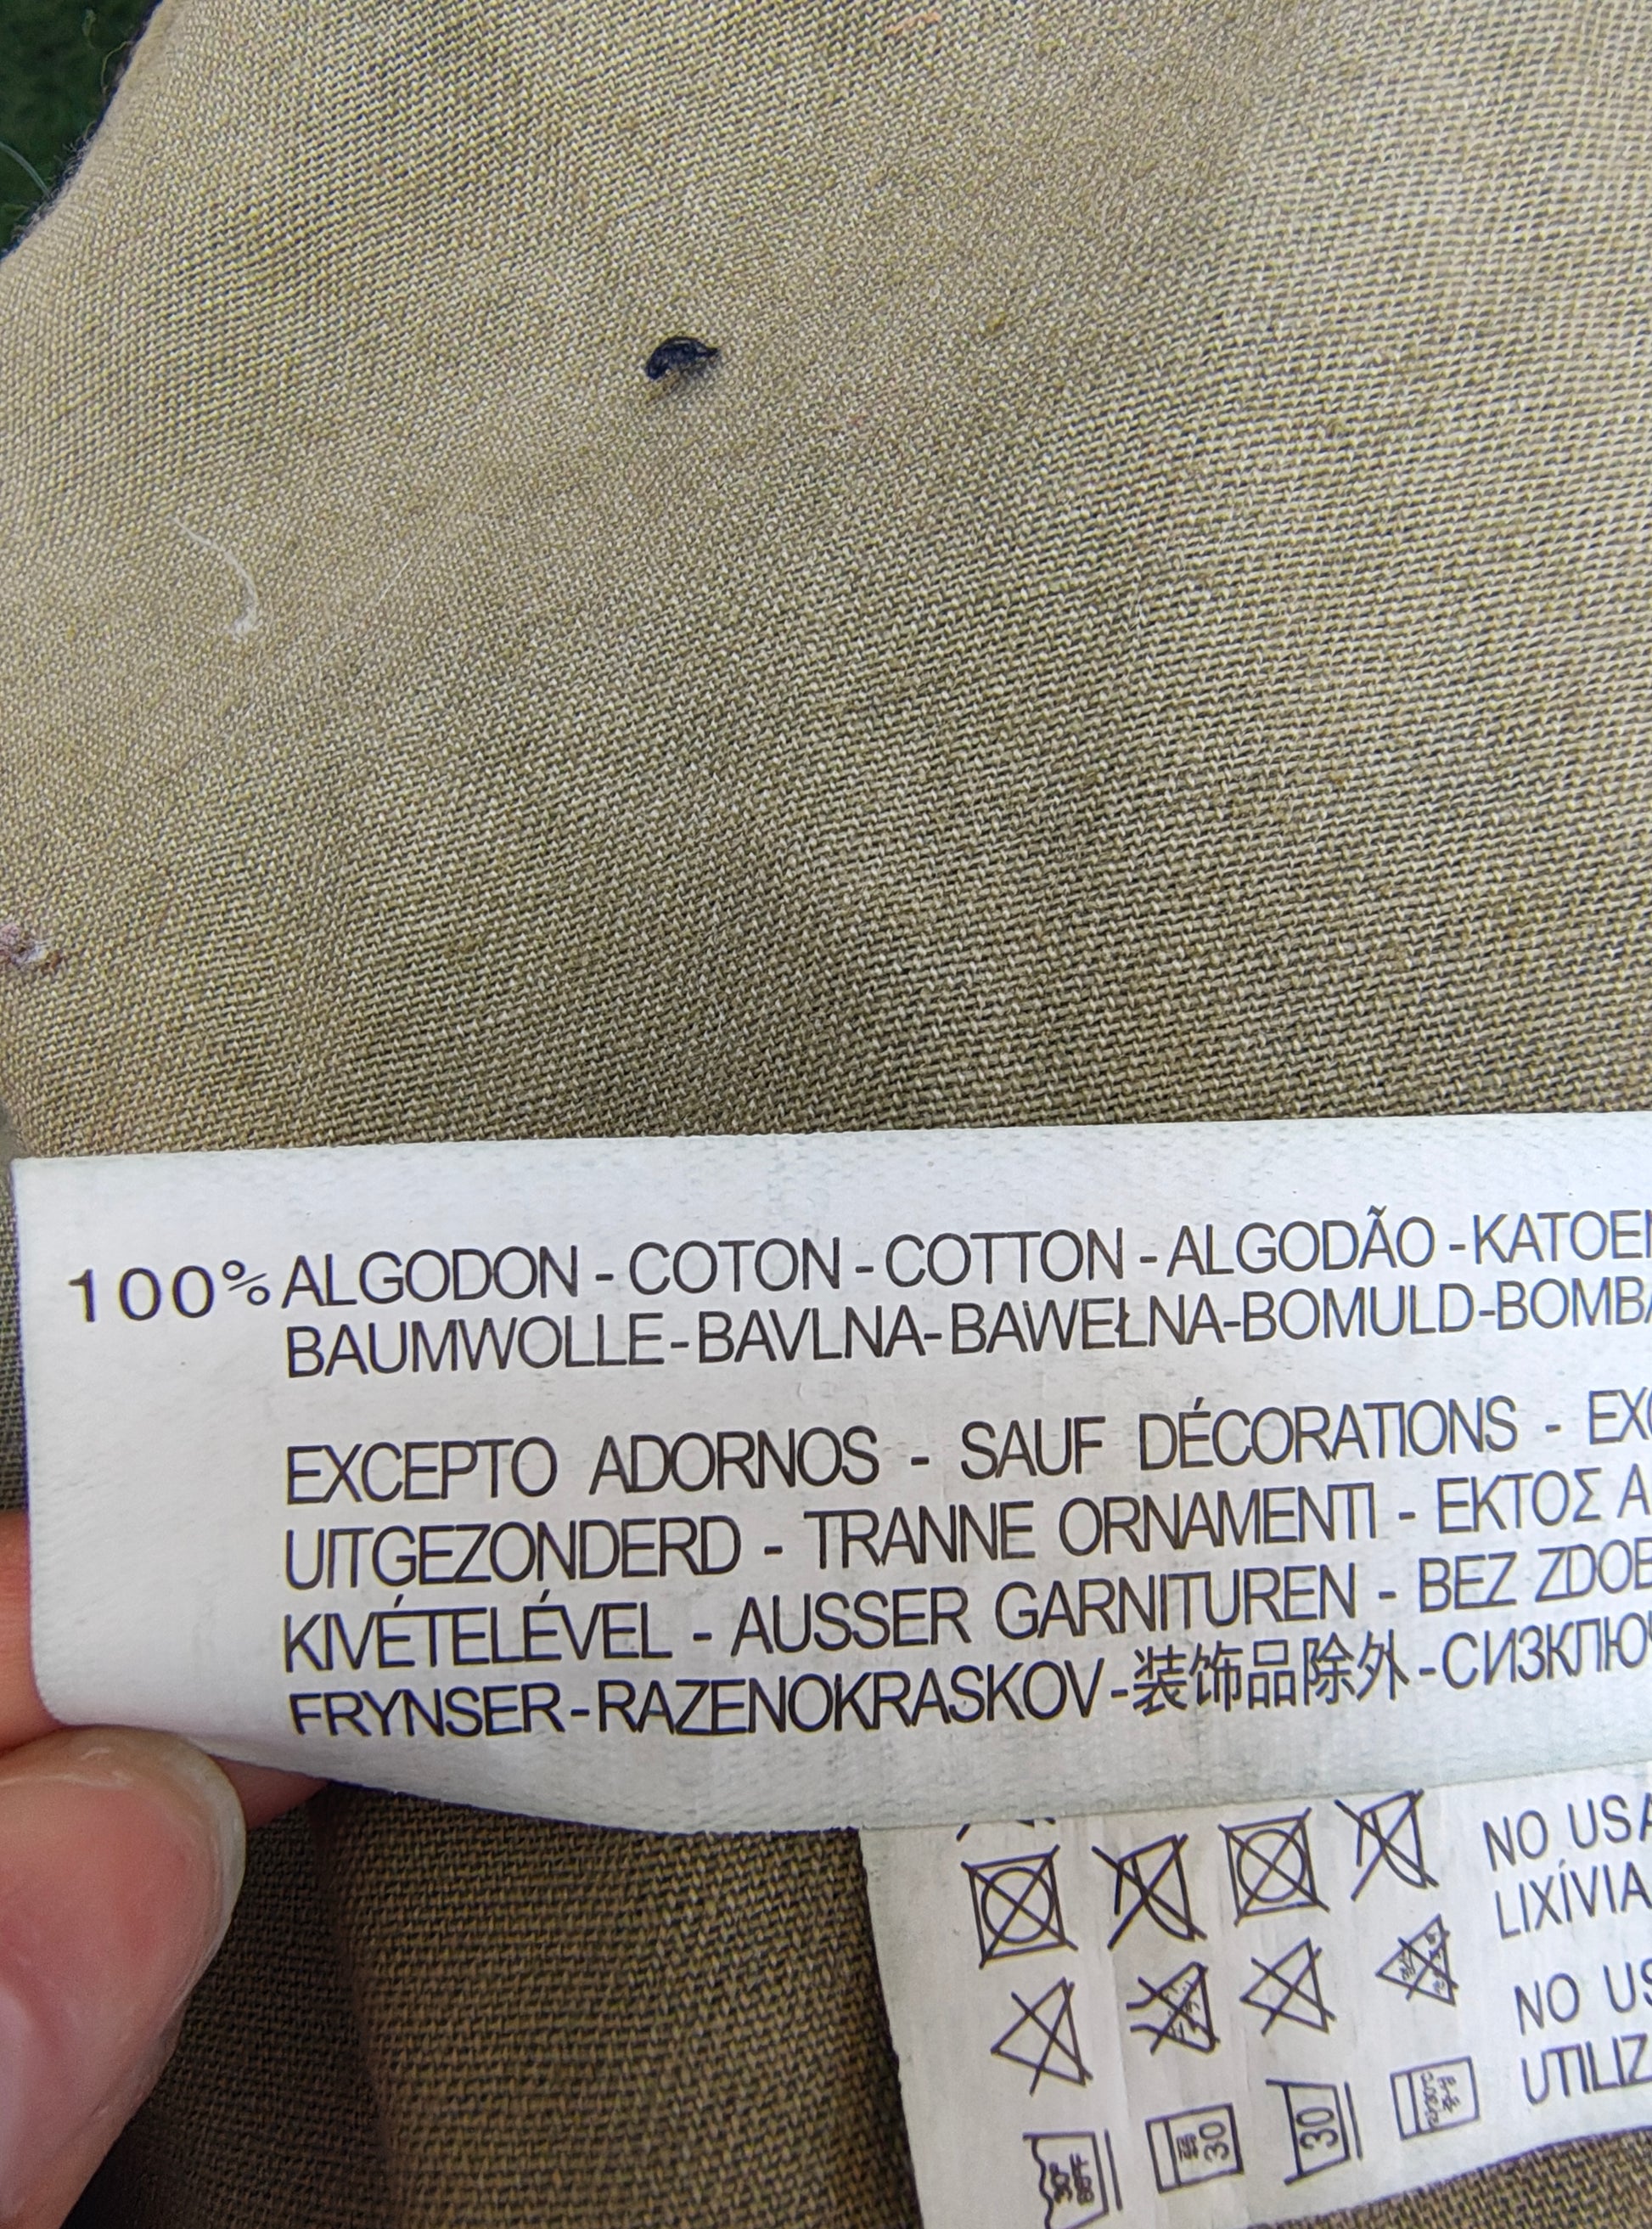 100% ALGODON - COTON - COTTON - ALGODÃO - KATOEN
BAUMWOLLE-BAVLNA-BAWEŁNA-BOMULD-BOMBA
EXCEPTO ADORNOS - SAUF DÉCORATIONS - EXC
UITGEZONDERD - TRANNE ORNAMENTI - ΕΚΤΟΣ Α
KIVÉTELÉVEL - AUSSER GARNITUREN - BEZ ZDOB
FRYNSER-RAZENOKRASKOV-装饰品除外-СИЗКЛЮЧ
NO USA
LIXÍVIA
NO US
UTILIZ
30
30